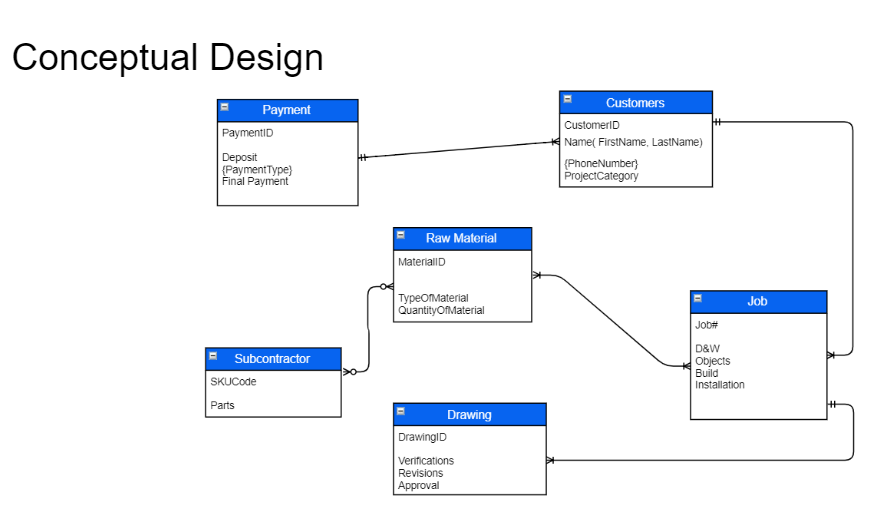 Conceptual Design
Payment
PaymentID
Deposit
{PaymentType}
Final Payment
Customers
CustomerID
Name( FirstName, LastName)
{PhoneNumber}
ProjectCategory
Raw Material
MaterialID
TypeOfMaterial
QuantityOfMaterial
Job
Job#
D&W
Objects
Build
Installation
Subcontractor
SKUCode
Parts
Drawing
DrawingID
Verifications
Revisions
Approval